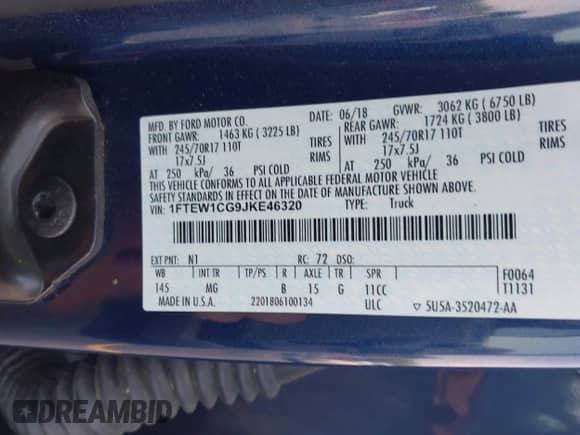 MFD. BY FORD MOTOR CO.
DATE: 06/18 GVWR: 3062 KG ( 6750 LB)
FRONT GAWR: 1463 KG ( 3225 LB)
REAR GAWR: 1724 KG ( 3800 LB)
WITH 245/70R17 110T TIRES
WITH 245/70R17 110T TIRES
17x7.5J RIMS
17x7.5J RIMS
AT 250 kPa/ 36 PSI COLD
AT 250 kPa/ 36 PSI COLD
THIS VEHICLE CONFORMS TO ALL APPLICABLE FEDERAL MOTOR VEHICLE
SAFETY STANDARDS IN EFFECT ON THE DATE OF MANUFACTURE SHOWN ABOVE.
VIN: 1FTEW1CG9JKE46320 TYPE: Truck
EXT PNT: N1 RC: 72 DSO:
WB INT TR TP/PS R AXLE TR SPR F0064
145 MG B 15 G 11CC T1131
MADE IN U.S.A. 2201806100134 ULC ▽ 5U5A-3520472-AA
DREAMBID